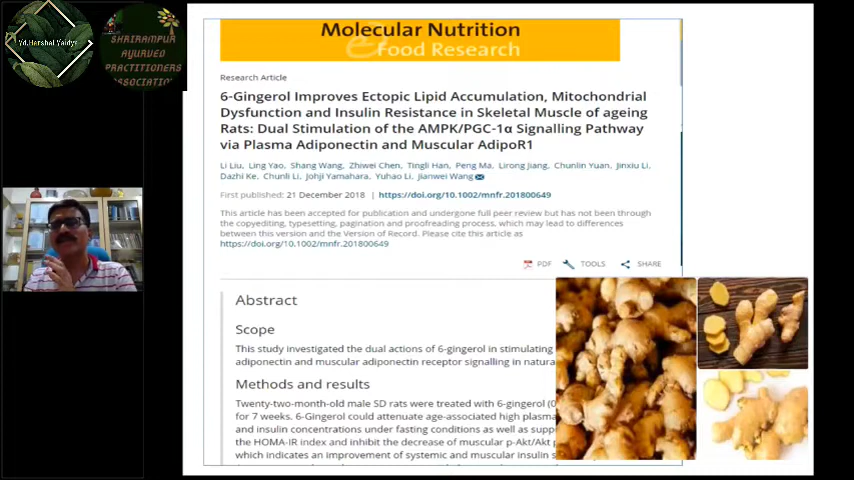 Yd.Hershal Vaidya
SHRIRAMPUR
AYURVED
PRACTITIONERS
ASSOCIATION
Molecular Nutrition
Food Research
Research Article
6-Gingerol Improves Ectopic Lipid Accumulation, Mitochondrial
Dysfunction and Insulin Resistance in Skeletal Muscle of ageing
Rats: Dual Stimulation of the AMPK/PGC-1α Signalling Pathway
via Plasma Adiponectin and Muscular AdipoR1
Li Liu, Ling Yao, Shang Wang, Zhiwei Chen, Tingli Han, Peng Ma, Lirong Jiang, Chunlin Yuan, Jinxiu Li,
Dazhi Ke, Chunli Li, Johji Yamahara, Yuhao Li, Jianwei Wang
First published: 21 December 2018 | https://doi.org/10.1002/mnfr.201800649
This article has been accepted for publication and undergone full peer review but has not been through
the copyediting, typesetting, pagination and proofreading process, which may lead to differences
between this version and the Version of Record. Please cite this article as
https://doi.org/10.1002/mnfr.201800649
PDF TOOLS SHARE
Abstract
Scope
This study investigated the dual actions of 6-gingerol in stimulating
adiponectin and muscular adiponectin receptor signalling in natura
Methods and results
Twenty-two-month-old male SD rats were treated with 6-gingerol (0
for 7 weeks. 6-Gingerol could attenuate age-associated high plasma
and insulin concentrations under fasting conditions as well as supp
the HOMA-IR index and inhibit the decrease of muscular p-Akt/Akt
which indicates an improvement of systemic and muscular insulin s